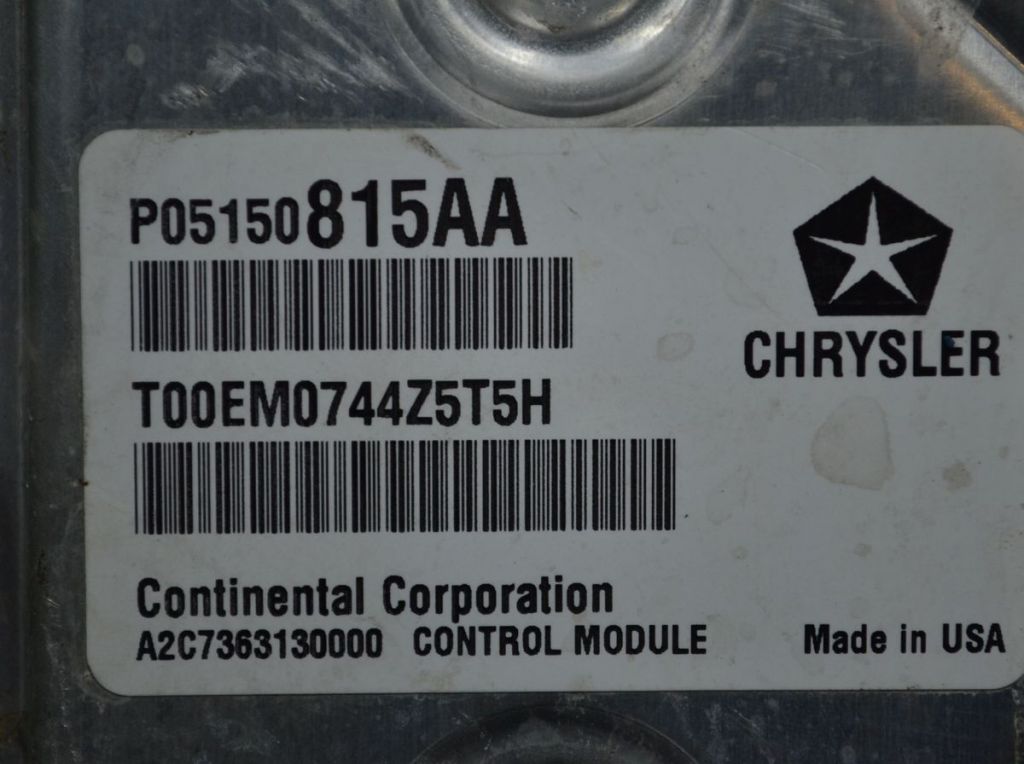 P05150815AA
CHRYSLER
T00EM0744Z5T5H
Continental Corporation
A2C7363130000 CONTROL MODULE Made in USA